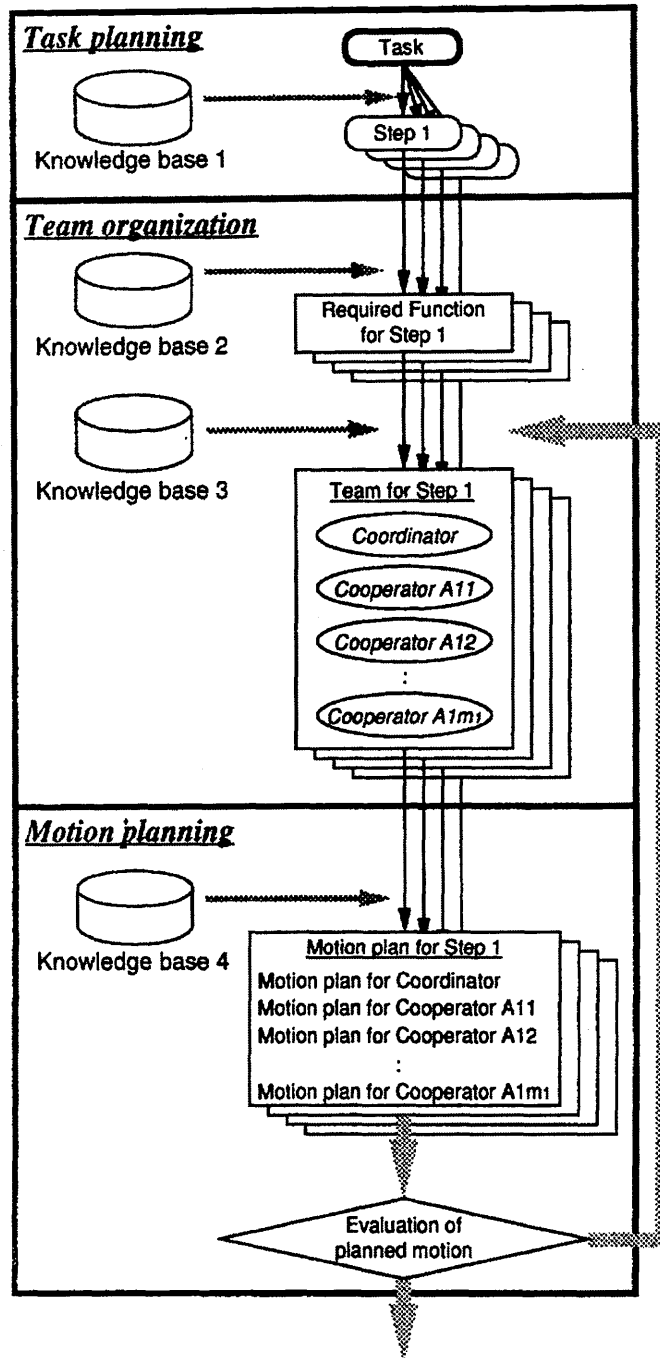 Task planning
Task
Step 1
Knowledge base 1
Team organization
Required Function
for Step 1
Knowledge base 2
Knowledge base 3
Team for Step 1
Coordinator
Cooperator A11
Cooperator A12
:
Cooperator A1m1
Motion planning
Knowledge base 4
Motion plan for Step 1
Motion plan for Coordinator
Motion plan for Cooperator A11
Motion plan for Cooperator A12
:
Motion plan for Cooperator A1m1
Evaluation of
planned motion